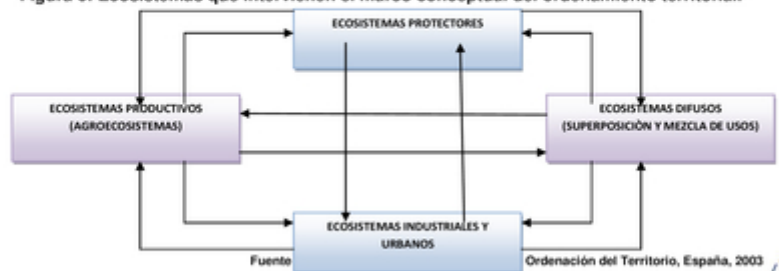 ECOSISTEMAS PROTECTORES
ECOSISTEMAS PRODUCTIVOS
(AGROECOSISTEMAS)
ECOSISTEMAS DIFUSOS
(SUPERPOSICIÒN Y MEZCLA DE USOS)
ECOSISTEMAS INDUSTRIALES Y
URBANOS
Fuente
Ordenación del Territorio, España, 2003